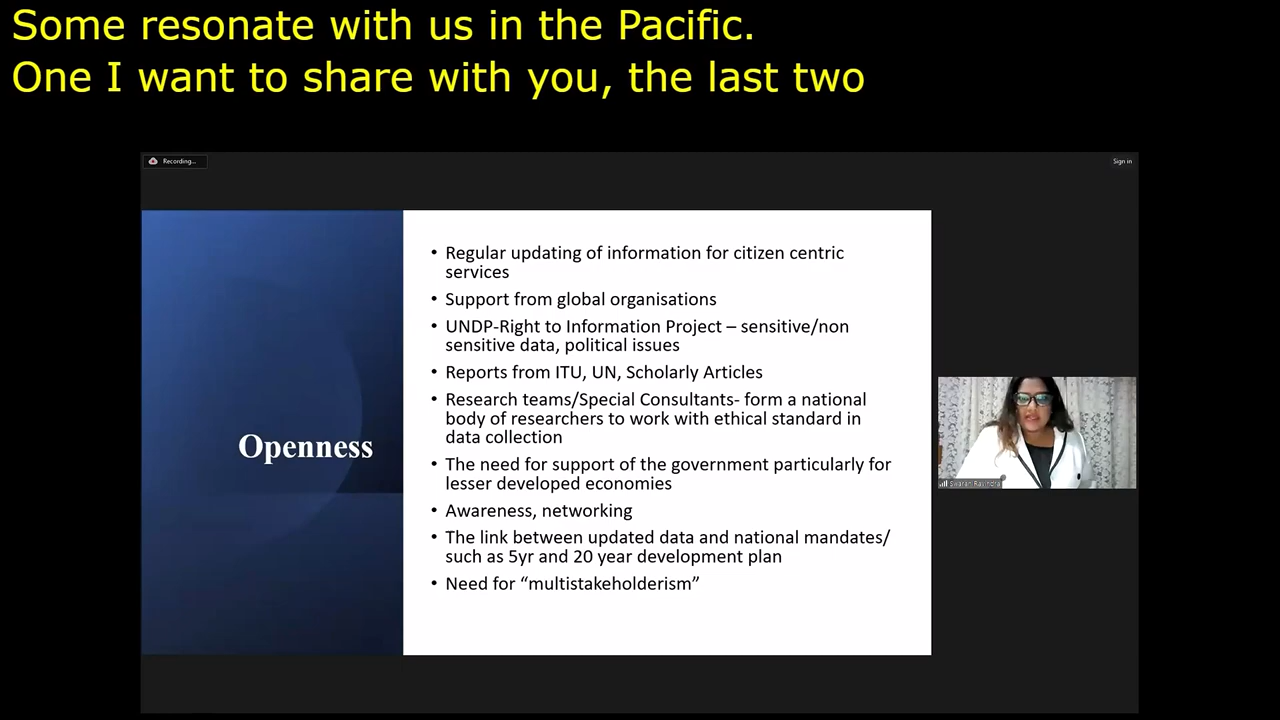 Some resonate with us in the Pacific.
One I want to share with you, the last two
Recording...
Sign in
Openness
• Regular updating of information for citizen centric
services
• Support from global organisations
• UNDP-Right to Information Project – sensitive/non
sensitive data, political issues
• Reports from ITU, UN, Scholarly Articles
• Research teams/Special Consultants- form a national
body of researchers to work with ethical standard in
data collection
• The need for support of the government particularly for
lesser developed economies
• Awareness, networking
• The link between updated data and national mandates/
such as 5yr and 20 year development plan
• Need for “multistakeholderism”
Swaran Ravindra